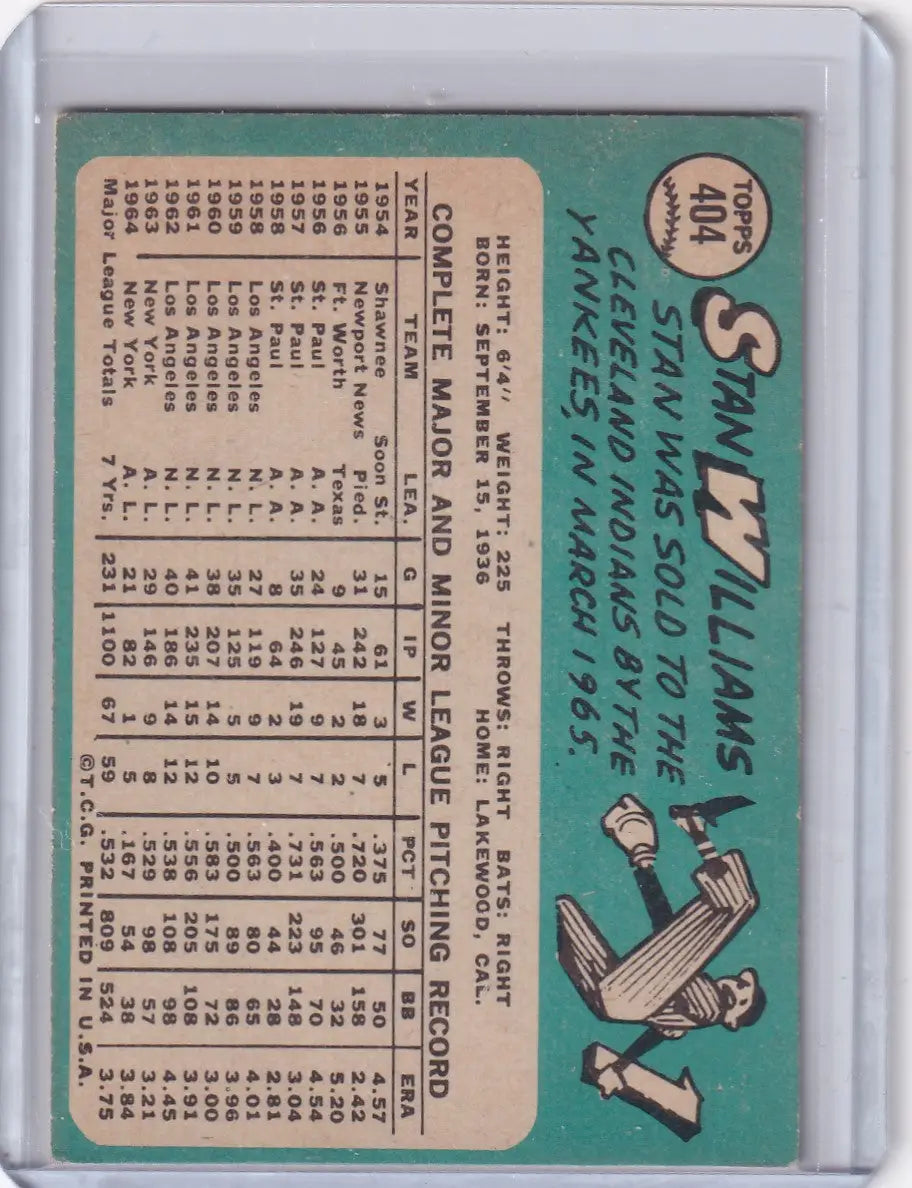 TOPPS
404
STAN WILLIAMS
STAN WAS SOLD TO THE
CLEVELAND INDIANS BY THE
YANKEES, IN MARCH 1965.
HEIGHT: 6'4" WEIGHT: 225 THROWS: RIGHT BATS: RIGHT
BORN: SEPTEMBER 15, 1936 HOME: LAKEWOOD, CAL.
COMPLETE MAJOR AND MINOR LEAGUE PITCHING RECORD
YEAR TEAM LEA. G IP W L PCT SO BB ERA
1954 Shawnee Soon St. 15 61 3 5 .375 77 50 4.57
1955 Newport News Pied. 31 242 18 7 .720 301 158 2.42
1956 Ft. Worth Texas 9 45 2 2 .500 46 32 5.20
1956 St. Paul A. A. 24 127 9 7 .563 95 70 4.54
1957 St. Paul A. A. 35 246 19 7 .731 223 148 3.04
1958 St. Paul A. A. 8 64 2 3 .400 44 28 2.81
1958 Los Angeles N. L. 27 119 9 7 .563 80 65 4.01
1959 Los Angeles N. L. 35 125 5 5 .500 89 86 3.96
1960 Los Angeles N. L. 38 207 14 10 .583 175 72 3.00
1961 Los Angeles N. L. 41 235 15 12 .556 205 108 3.91
1962 Los Angeles N. L. 40 186 14 12 .538 108 98 4.45
1963 New York A. L. 29 146 9 8 .529 98 57 3.21
1964 New York A. L. 21 82 1 5 .167 54 38 3.84
Major League Totals 7 Yrs. 231 1100 67 59 .532 809 524 3.75
©T.C.G. PRINTED IN U.S.A.